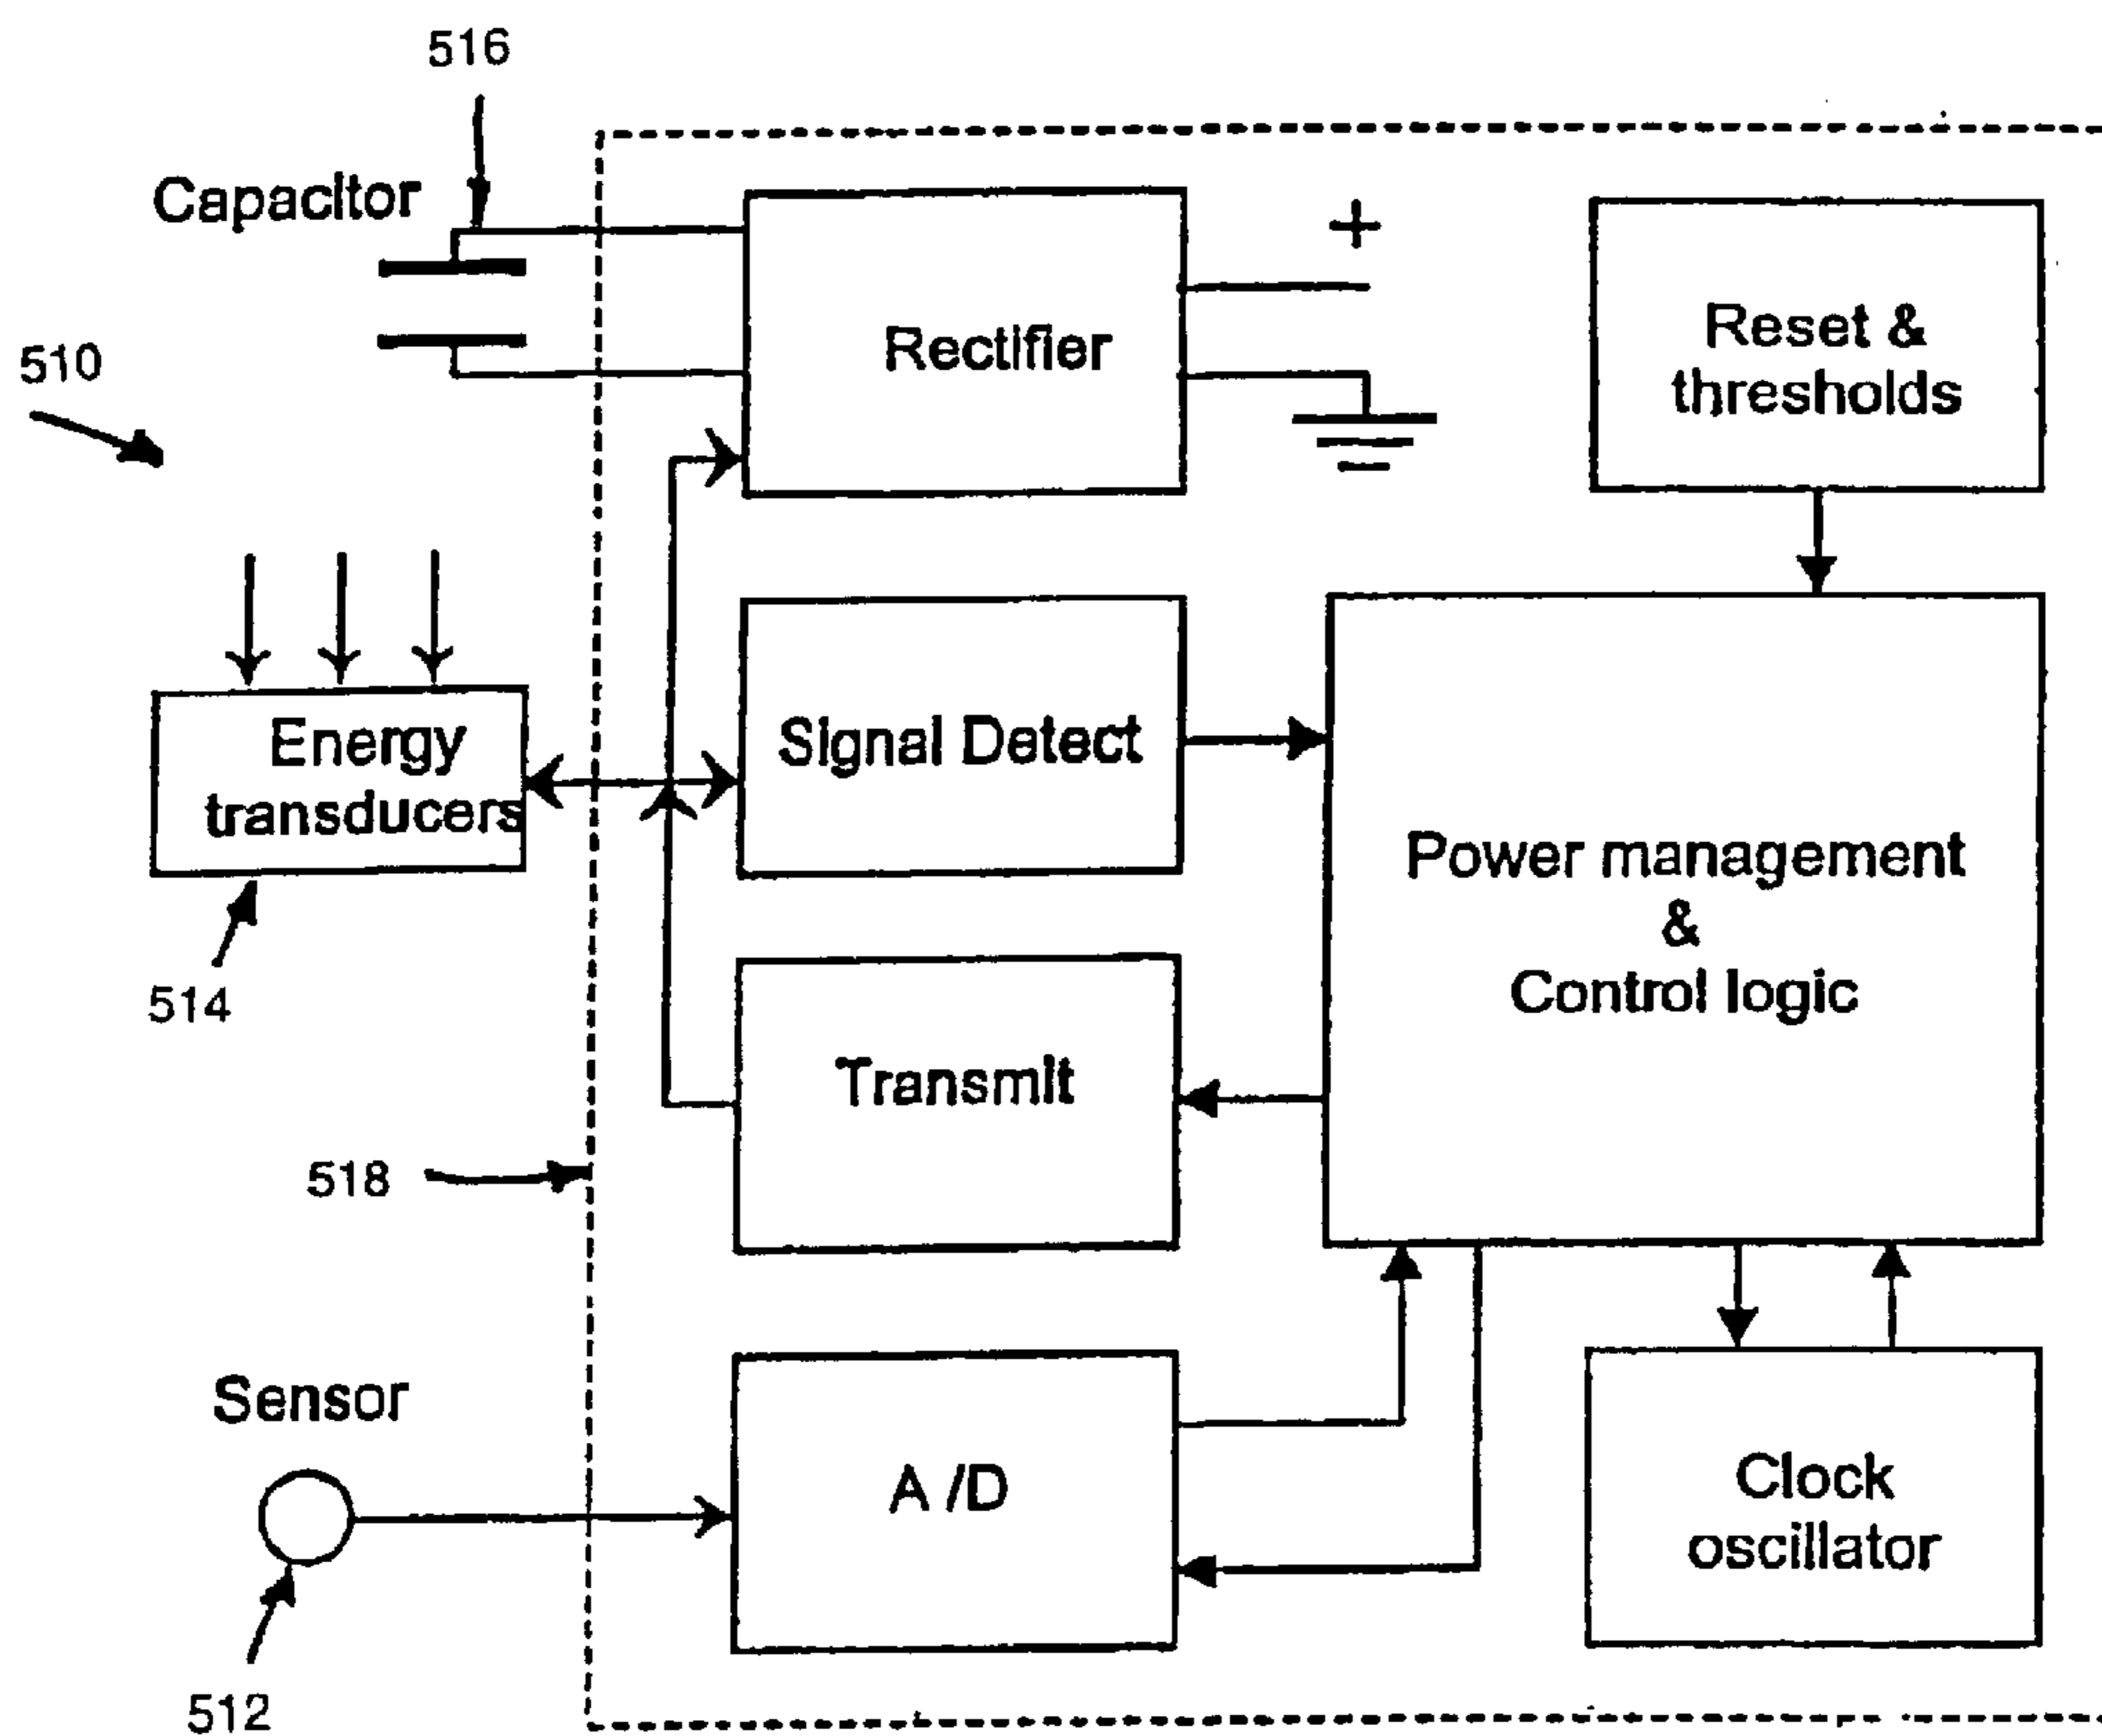 516
Capacitor
+
510
Rectifier
Reset &
thresholds
Energy
transducers
Signal Detect
Power management
&
Control logic
514
Transmit
518
Sensor
A /D
Clock
oscillator
512